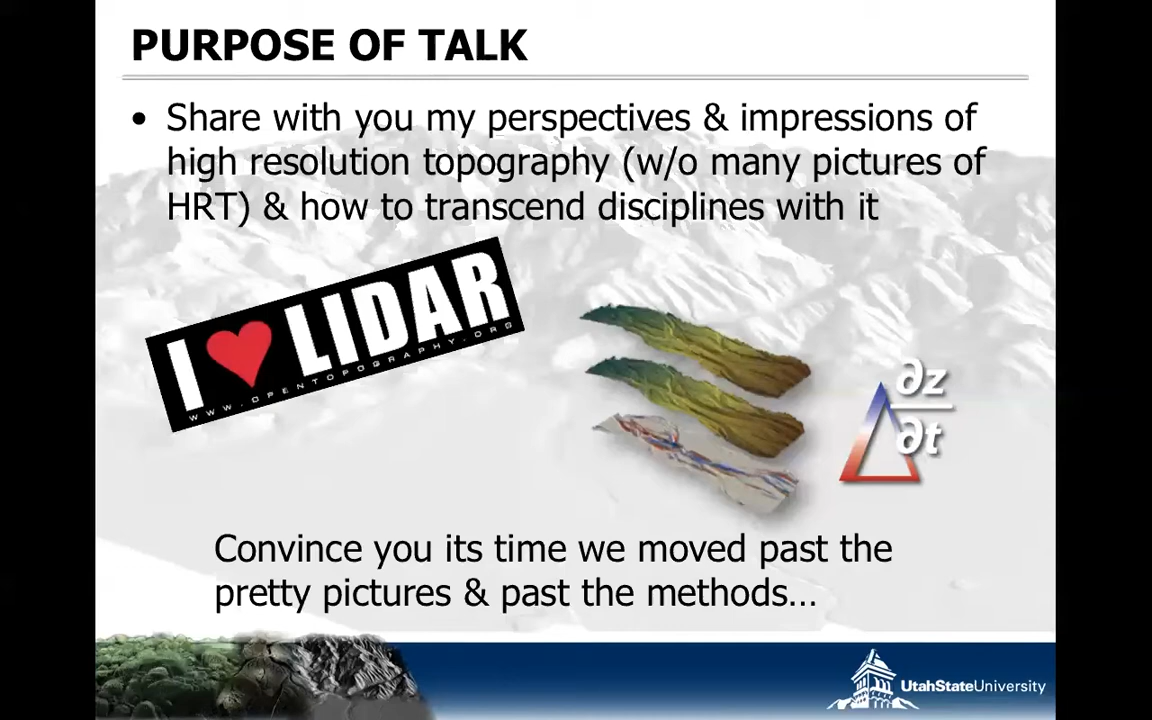 PURPOSE OF TALK
• Share with you my perspectives & impressions of
high resolution topography (w/o many pictures of
HRT) & how to transcend disciplines with it
I ❤ LIDAR
WWW.OPENTOPOGRAPHY.ORG
∂z
∂t
Convince you its time we moved past the
pretty pictures & past the methods...
UtahStateUniversity